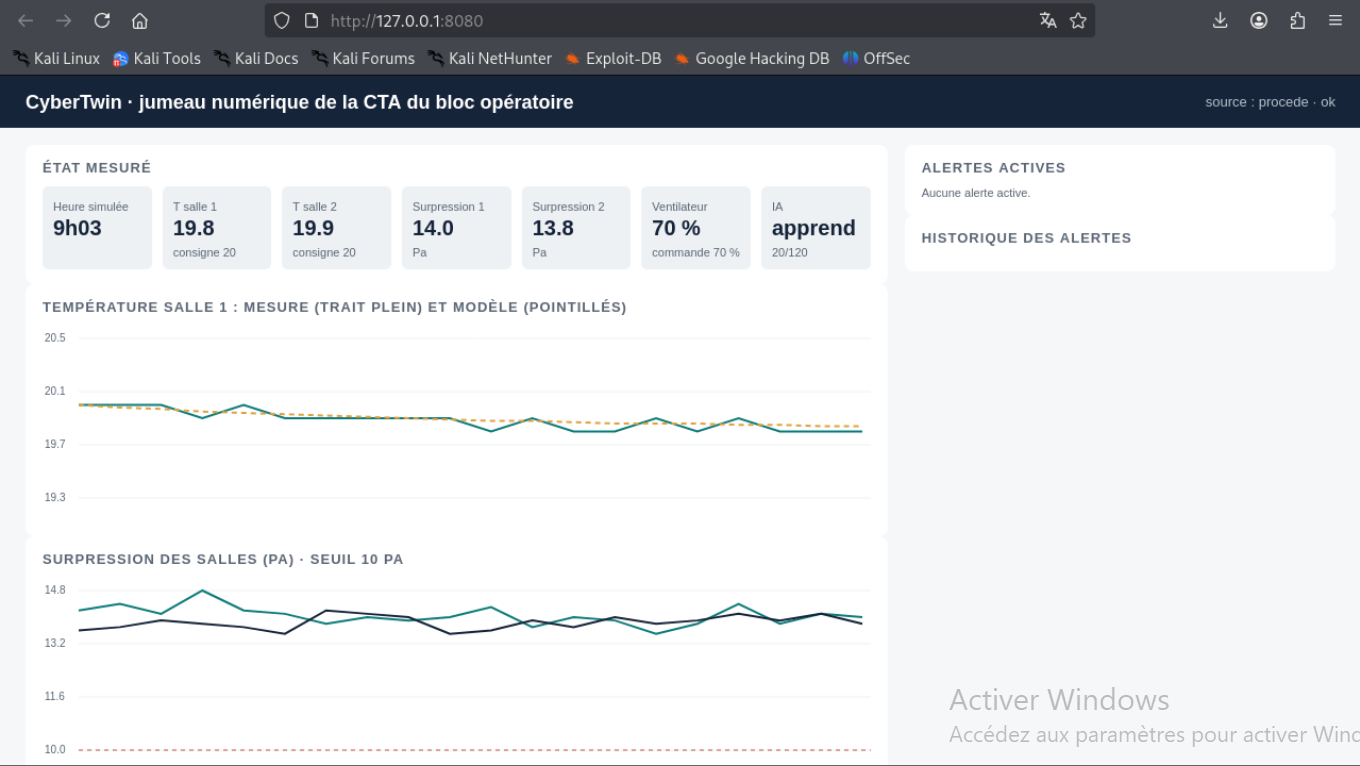 http://127.0.0.1:8080
Kali Linux Kali Tools Kali Docs Kali Forums Kali NetHunter Exploit-DB Google Hacking DB OffSec
CyberTwin · jumeau numérique de la CTA du bloc opératoire
source : procede · ok
ÉTAT MESURÉ
Heure simulée
9h03
T salle 1
19.8
consigne 20
T salle 2
19.9
consigne 20
Surpression 1
14.0
Pa
Surpression 2
13.8
Pa
Ventilateur
70 %
commande 70 %
IA
apprend
20/120
ALERTES ACTIVES
Aucune alerte active.
HISTORIQUE DES ALERTES
TEMPÉRATURE SALLE 1 : MESURE (TRAIT PLEIN) ET MODÈLE (POINTILLÉS)
20.5
20.1
19.7
19.3
SURPRESSION DES SALLES (PA) · SEUIL 10 PA
14.8
13.2
11.6
10.0
Activer Windows
Accédez aux paramètres pour activer Wind